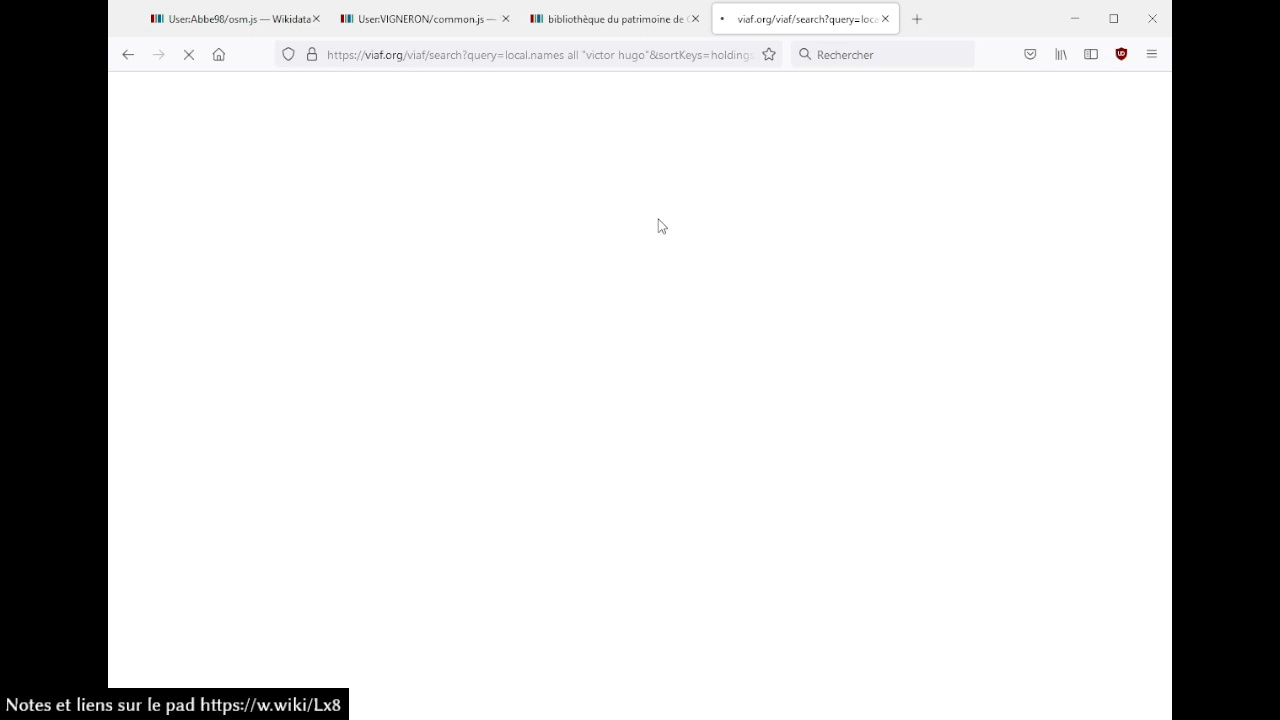 User:Abbe98/osm.js — Wikidata
User:VIGNERON/common.js —
bibliothèque du patrimoine de C
viaf.org/viaf/search?query=loca
https://viaf.org/viaf/search?query=local.names all "victor hugo"&sortKeys=holdings
Rechercher
Notes et liens sur le pad https://w.wiki/Lx8